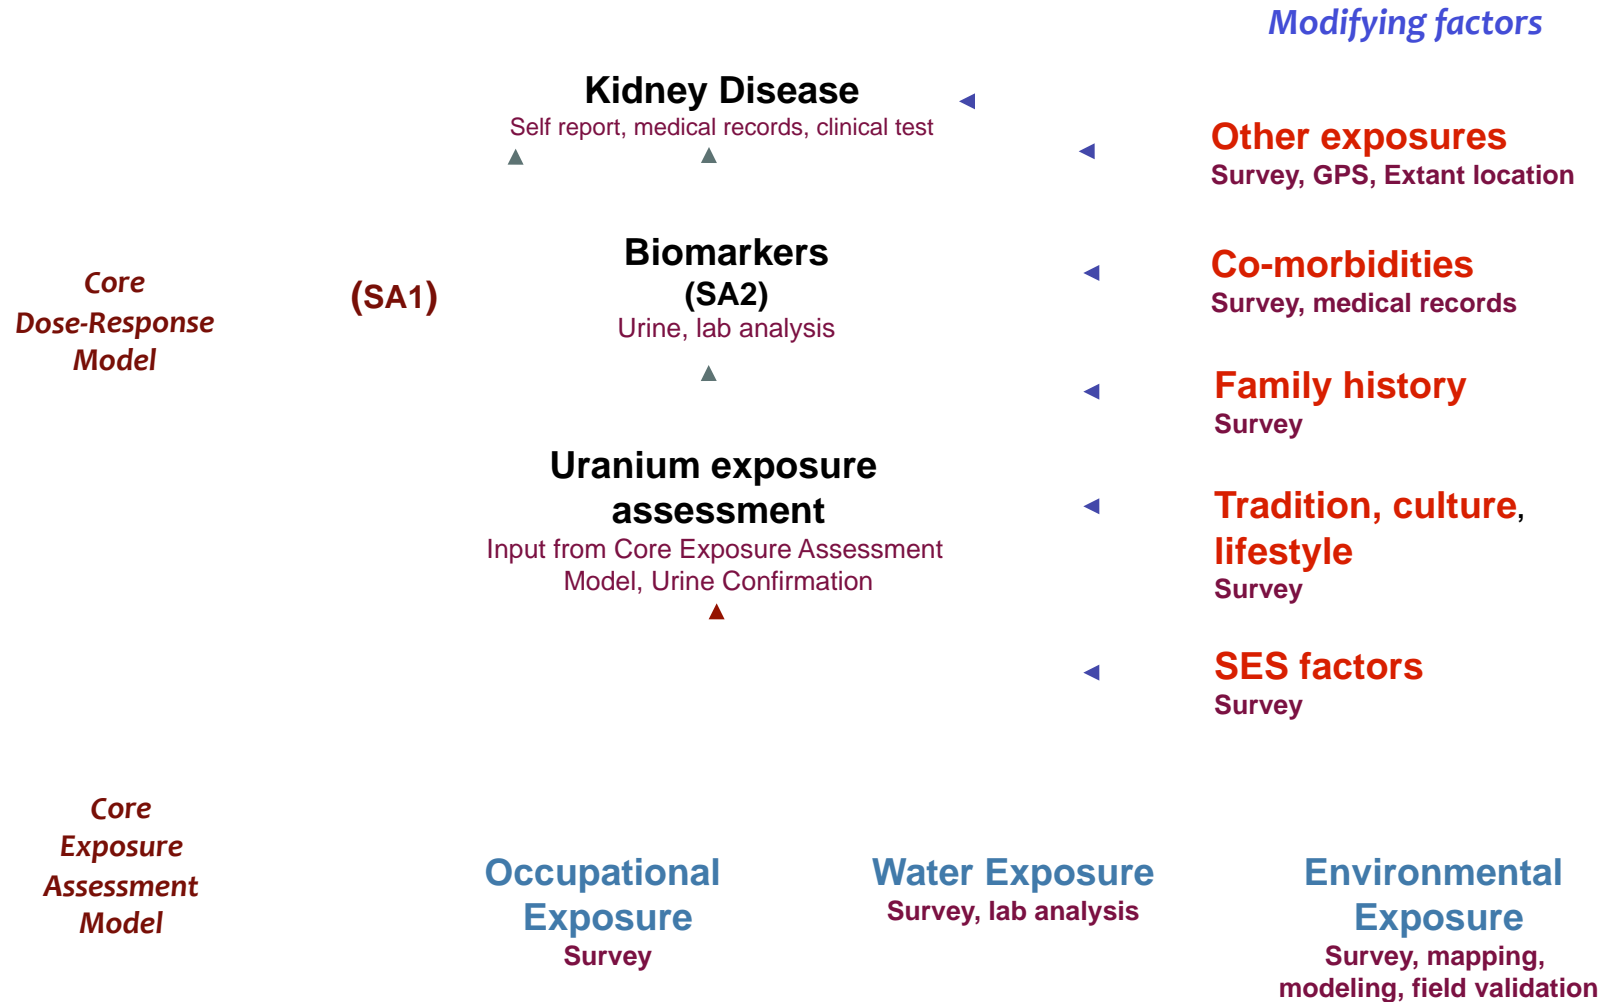 Modifying factors
Kidney Disease
Self report, medical records, clinical test
Other exposures
Survey, GPS, Extant location
Core
Dose-Response
Model
(SA1)
Biomarkers
(SA2)
Urine, lab analysis
Co-morbidities
Survey, medical records
Family history
Survey
Uranium exposure
assessment
Input from Core Exposure Assessment
Model, Urine Confirmation
Tradition, culture,
lifestyle
Survey
SES factors
Survey
Core
Exposure
Assessment
Model
Occupational
Exposure
Survey
Water Exposure
Survey, lab analysis
Environmental
Exposure
Survey, mapping,
modeling, field validation